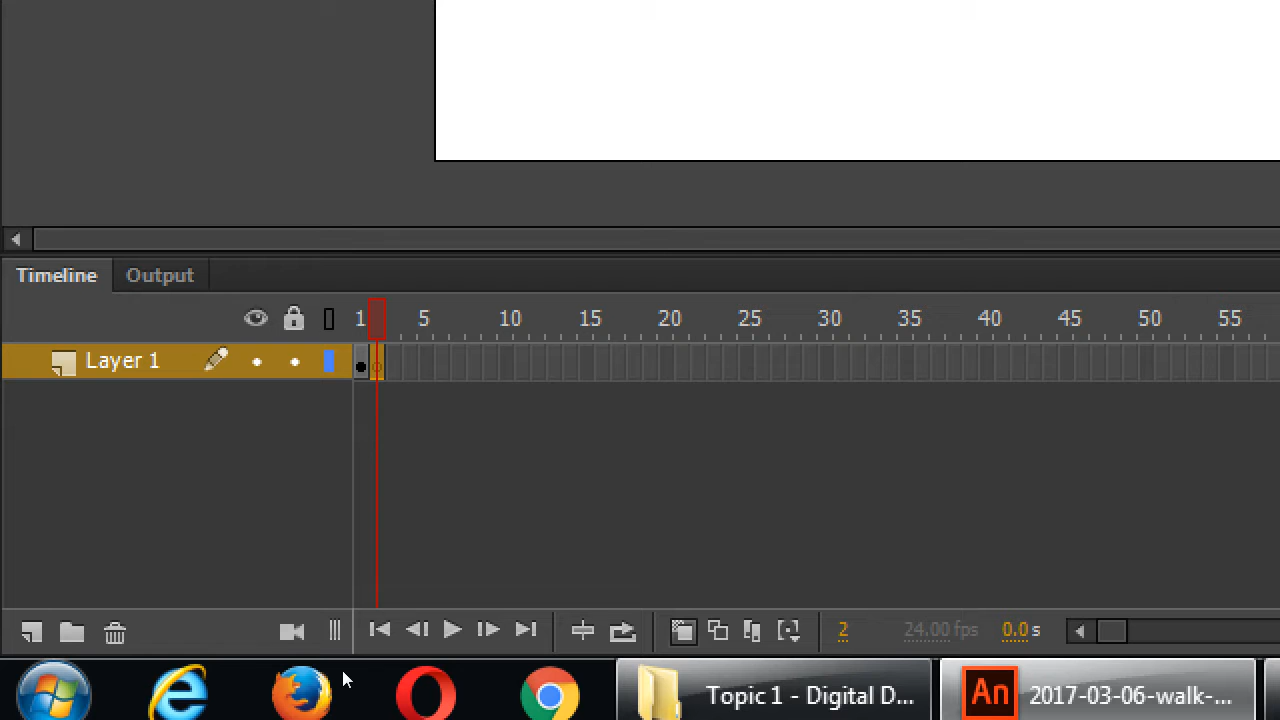 Timeline Output
1 5 10 15 20 25 30 35 40 45 50 55
Layer 1
2 24.00 fps 0.0 s
Topic 1 - Digital D... An 2017-03-06-walk-...